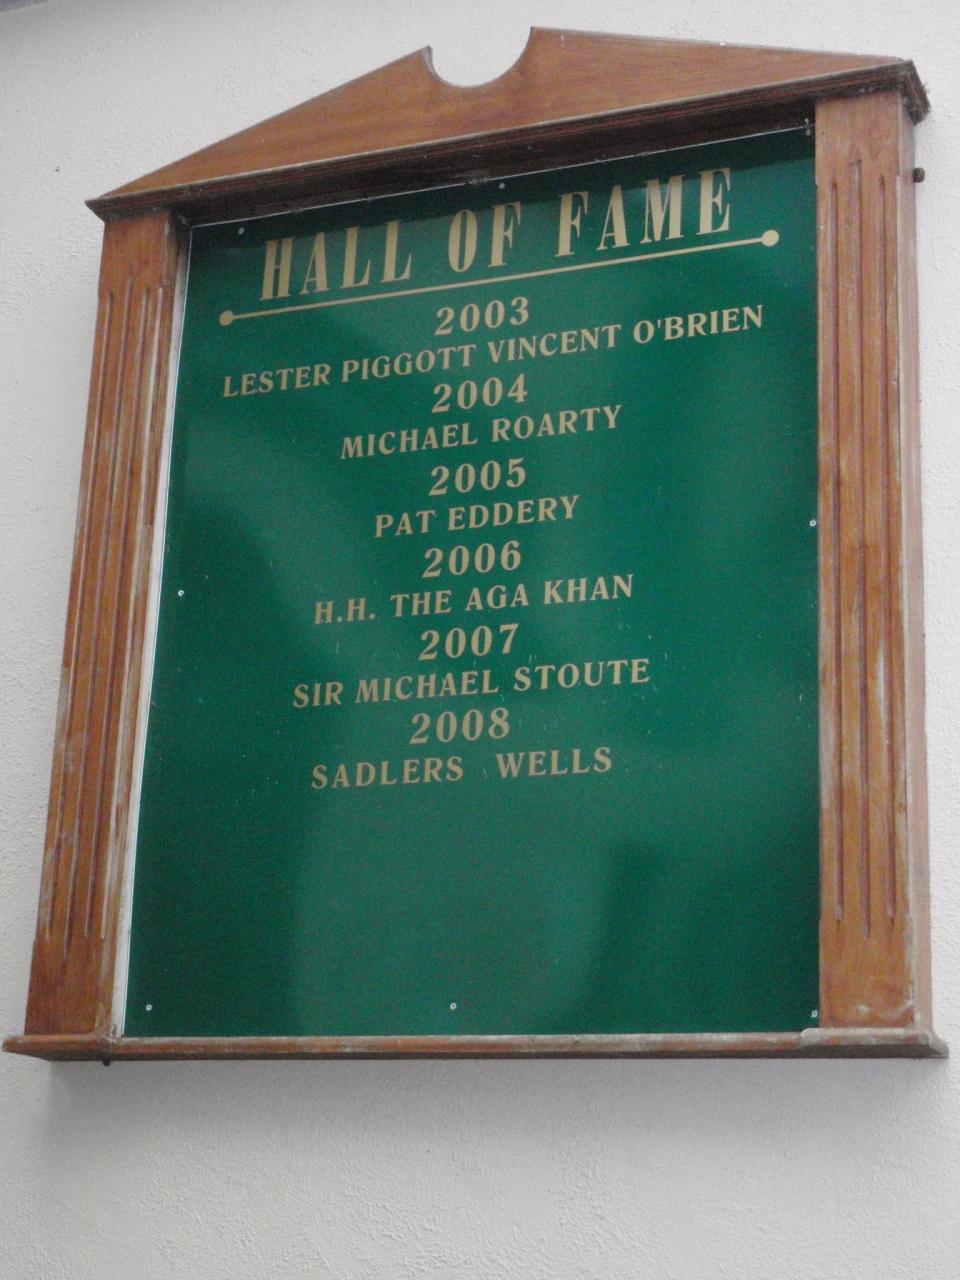 HALL OF FAME
2003
LESTER PIGGOTT VINCENT O'BRIEN
2004
MICHAEL ROARTY
2005
PAT EDDERY
2006
H.H. THE AGA KHAN
2007
SIR MICHAEL STOUTE
2008
SADLERS WELLS